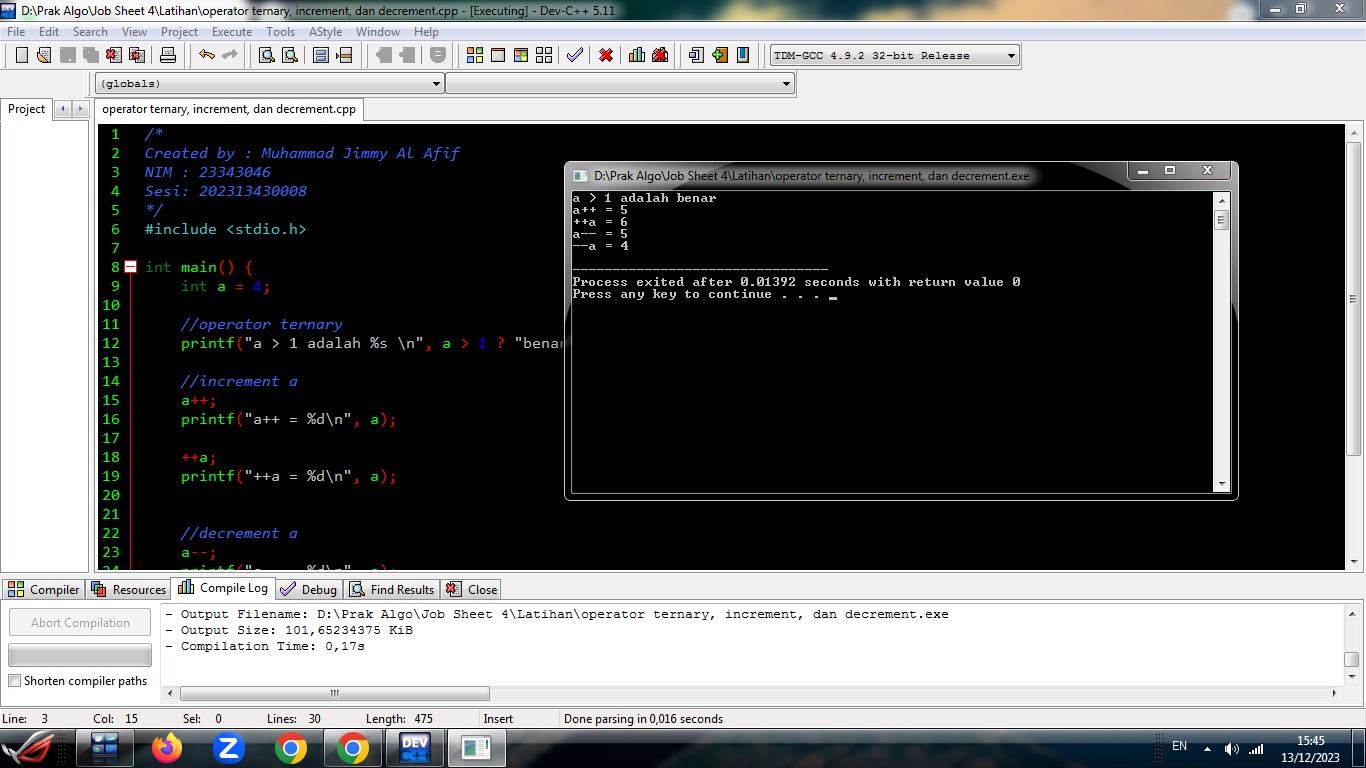 D:\Prak Algo\Job Sheet 4\Latihan\operator ternary, increment, dan decrement.cpp - [Executing] - Dev-C++ 5.11
File Edit Search View Project Execute Tools AStyle Window Help
TDM-GCC 4.9.2 32-bit Release
(globals)
Project
operator ternary, increment, dan decrement.cpp
1 /*
2 Created by : Muhammad Jimmy Al Afif
3 NIM : 23343046
4 Sesi: 202313430008
5 */
6 #include <stdio.h>
7
8 int main() {
9 int a = 4;
10
11 //operator ternary
12 printf("a > 1 adalah %s \n", a > 1 ? "benar
13
14 //increment a
15 a++;
16 printf("a++ = %d\n", a);
17
18 ++a;
19 printf("++a = %d\n", a);
20
21
22 //decrement a
23 a--;
D:\Prak Algo\Job Sheet 4\Latihan\operator ternary, increment, dan decrement.exe
a > 1 adalah benar
a++ = 5
++a = 6
a-- = 5
--a = 4
--------------------------------
Process exited after 0.01392 seconds with return value 0
Press any key to continue . . .
Compiler Resources Compile Log Debug Find Results Close
Abort Compilation
Shorten compiler paths
- Output Filename: D:\Prak Algo\Job Sheet 4\Latihan\operator ternary, increment, dan decrement.exe
- Output Size: 101,65234375 KiB
- Compilation Time: 0,17s
Line: 3 Col: 15 Sel: 0 Lines: 30 Length: 475 Insert Done parsing in 0,016 seconds
DEV C++
EN
15:45
13/12/2023